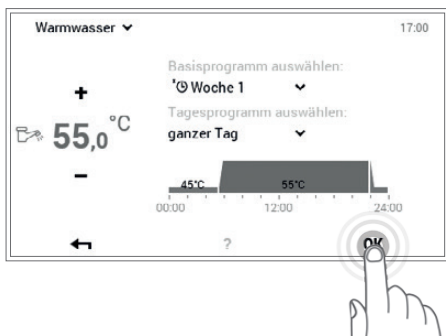 Warmwasser
17:00
Basisprogramm auswählen:
Woche 1
Tagesprogramm auswählen:
55,0 °C
ganzer Tag
45°C
55°C
00:00
12:00
24:00
?
OK